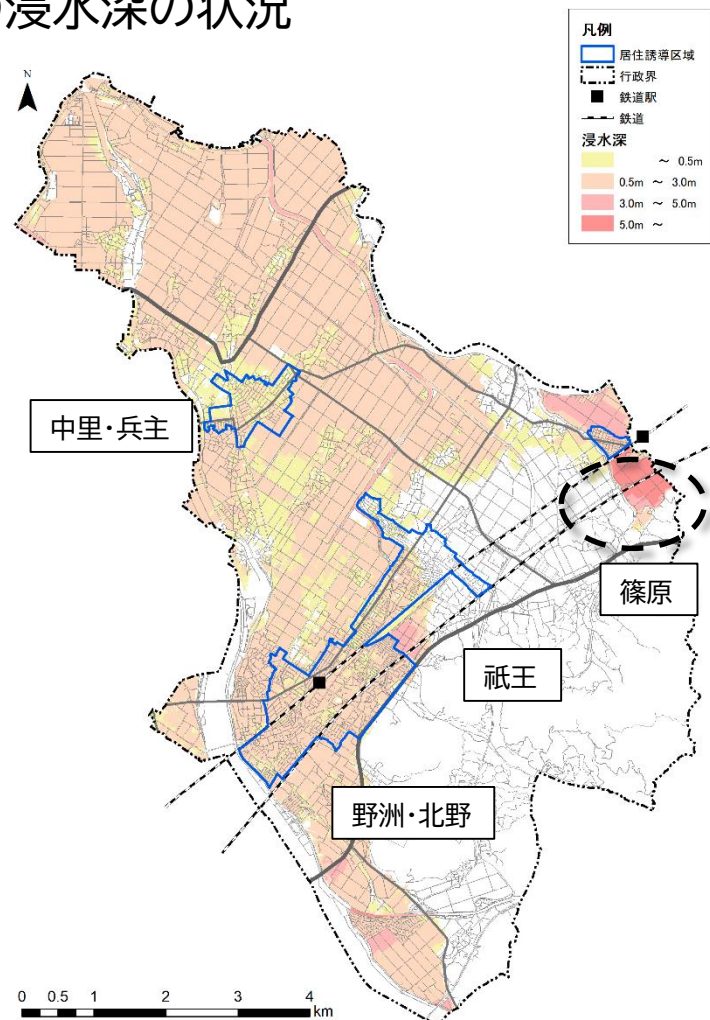 浸水深の状況
凡例
居住誘導区域
行政界
鉄道駅
鉄道
浸水深
～ 0.5m
0.5m ～ 3.0m
3.0m ～ 5.0m
5.0m ～
N
中里・兵主
篠原
祇王
野洲・北野
0 0.5 1 2 3 4
km